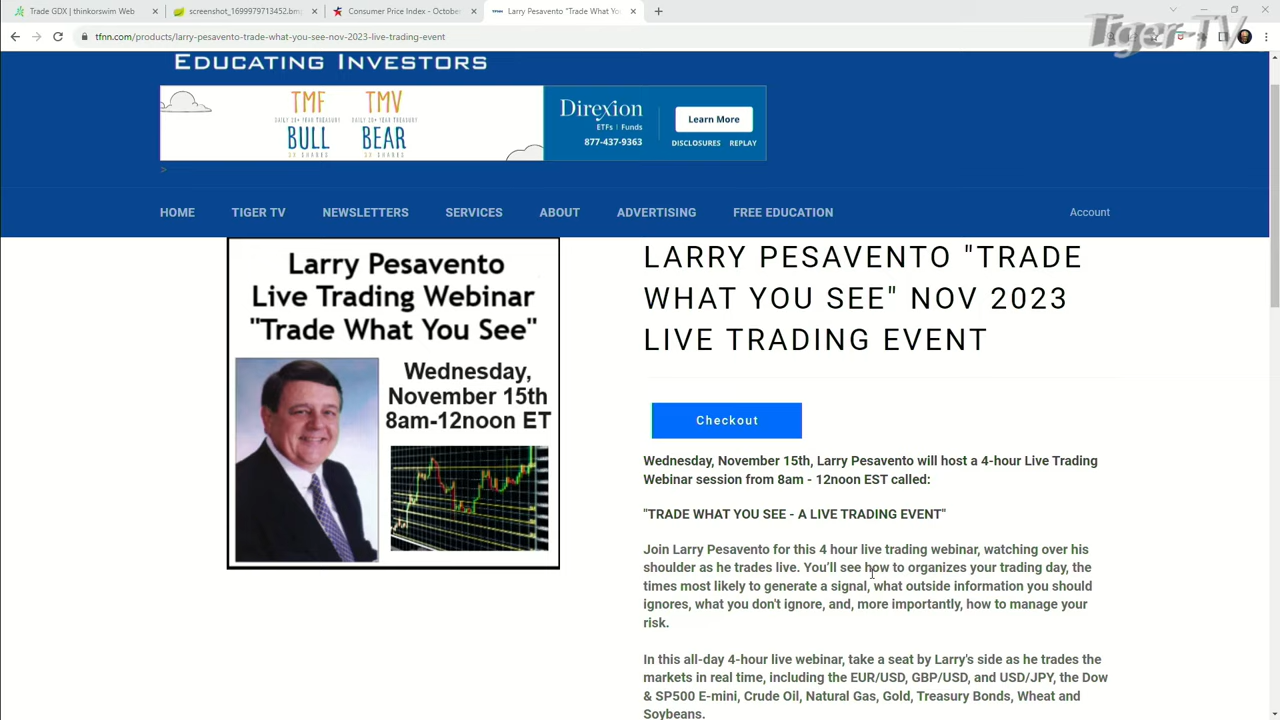 Trade GDX | thinkorswim Web
screenshot_1699979713452.bm
Consumer Price Index - October
Larry Pesavento "Trade What Yo
tfnn.com/products/larry-pesavento-trade-what-you-see-nov-2023-live-trading-event
Tiger-TV
EDUCATING INVESTORS
TMF TMV
BULL BEAR
Direxion
ETFs | Funds
877-437-9363
Learn More
DISCLOSURES REPLAY
>
HOME TIGER TV NEWSLETTERS SERVICES ABOUT ADVERTISING FREE EDUCATION Account
Larry Pesavento
Live Trading Webinar
"Trade What You See"
Wednesday,
November 15th
8am-12noon ET
LARRY PESAVENTO "TRADE
WHAT YOU SEE" NOV 2023
LIVE TRADING EVENT
Checkout
Wednesday, November 15th, Larry Pesavento will host a 4-hour Live Trading
Webinar session from 8am - 12noon EST called:
"TRADE WHAT YOU SEE - A LIVE TRADING EVENT"
Join Larry Pesavento for this 4 hour live trading webinar, watching over his
shoulder as he trades live. You'll see how to organizes your trading day, the
times most likely to generate a signal, what outside information you should
ignores, what you don't ignore, and, more importantly, how to manage your
risk.
In this all-day 4-hour live webinar, take a seat by Larry's side as he trades the
markets in real time, including the EUR/USD, GBP/USD, and USD/JPY, the Dow
& SP500 E-mini, Crude Oil, Natural Gas, Gold, Treasury Bonds, Wheat and
Soybeans.